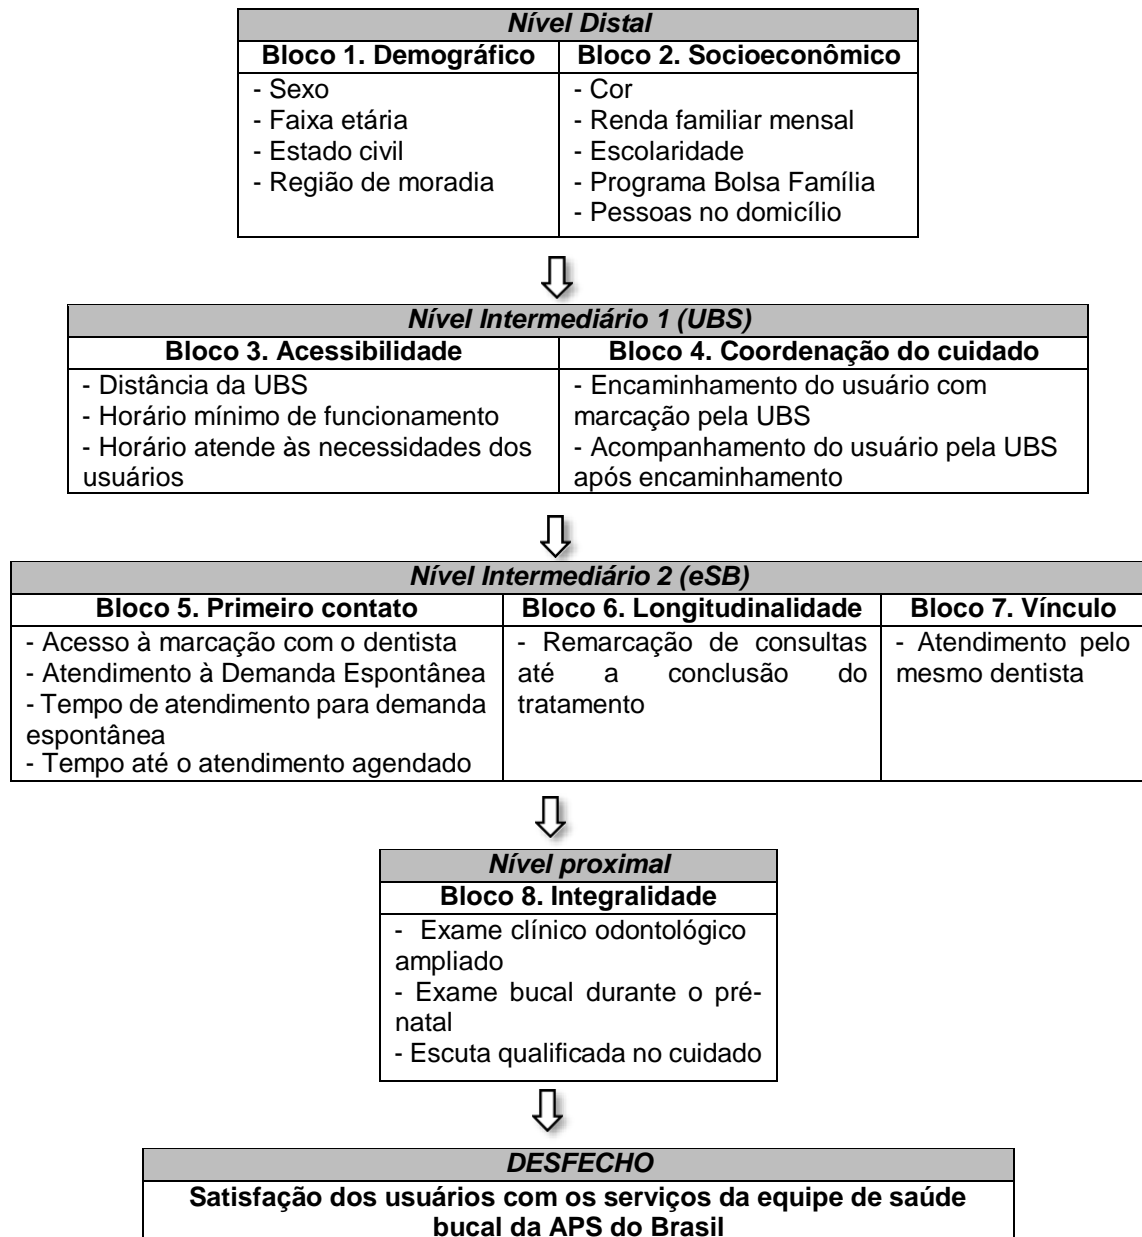 Nível Distal
Bloco 1. Demográfico
- Sexo
- Faixa etária
- Estado civil
- Região de moradia
Bloco 2. Socioeconômico
- Cor
- Renda familiar mensal
- Escolaridade
- Programa Bolsa Família
- Pessoas no domicílio
Nível Intermediário 1 (UBS)
Bloco 3. Acessibilidade
- Distância da UBS
- Horário mínimo de funcionamento
- Horário atende às necessidades dos
usuários
Bloco 4. Coordenação do cuidado
- Encaminhamento do usuário com
marcação pela UBS
- Acompanhamento do usuário pela UBS
após encaminhamento
Nível Intermediário 2 (eSB)
Bloco 5. Primeiro contato
- Acesso à marcação com o dentista
- Atendimento à Demanda Espontânea
- Tempo de atendimento para demanda
espontânea
- Tempo até o atendimento agendado
Bloco 6. Longitudinalidade
- Remarcação de consultas
até a conclusão do
tratamento
Bloco 7. Vínculo
- Atendimento pelo
mesmo dentista
Nível proximal
Bloco 8. Integralidade
- Exame clínico odontológico
ampliado
- Exame bucal durante o pré-
natal
- Escuta qualificada no cuidado
DESFECHO
Satisfação dos usuários com os serviços da equipe de saúde
bucal da APS do Brasil